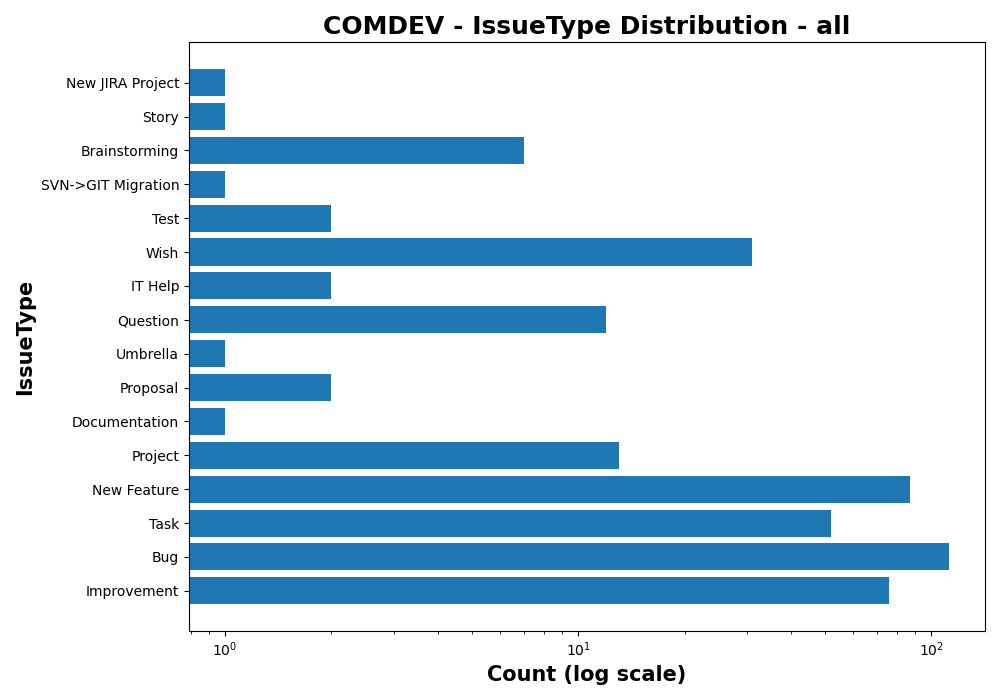 COMDEV - IssueType Distribution - all
New JIRA Project
Story
Brainstorming
SVN->GIT Migration
Test
Wish
IT Help
Question
Umbrella
Proposal
Documentation
Project
New Feature
Task
Bug
Improvement
IssueType
10⁰ 10¹ 10²
Count (log scale)